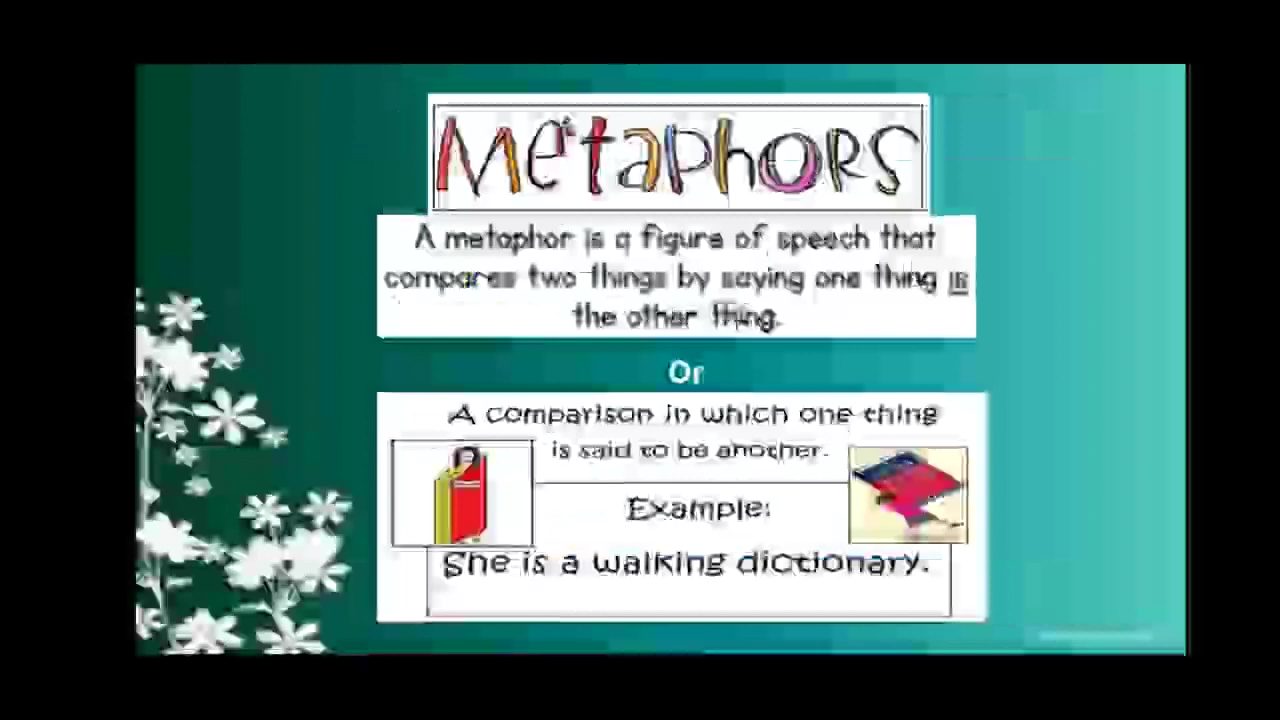 MetaphORS
A metaphor is a figure of speech that
compares two things by saying one thing is
the other thing.
Or
A comparison in which one thing
is said to be another.
Example:
She is a walking dictionary.